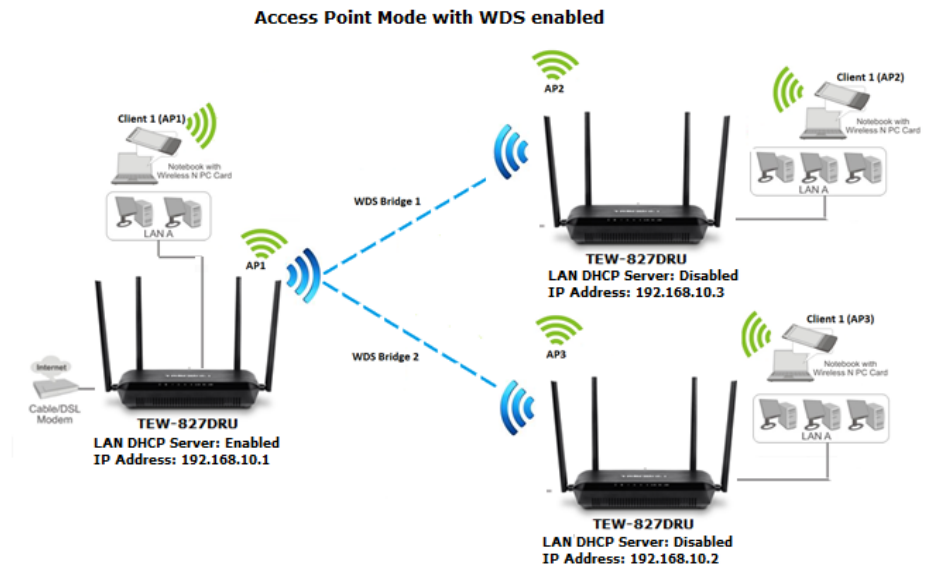 Access Point Mode with WDS enabled
AP2
Client 1 (AP2)
Notebook with
Wireless N PC Card
LAN A
Client 1 (AP1)
Notebook with
Wireless N PC Card
LAN A
WDS Bridge 1
AP1
TEW-827DRU
LAN DHCP Server: Disabled
IP Address: 192.168.10.3
Internet
Cable/DSL
Modem
TEW-827DRU
LAN DHCP Server: Enabled
IP Address: 192.168.10.1
WDS Bridge 2
AP3
Client 1 (AP3)
Notebook with
Wireless N PC Card
LAN A
TEW-827DRU
LAN DHCP Server: Disabled
IP Address: 192.168.10.2